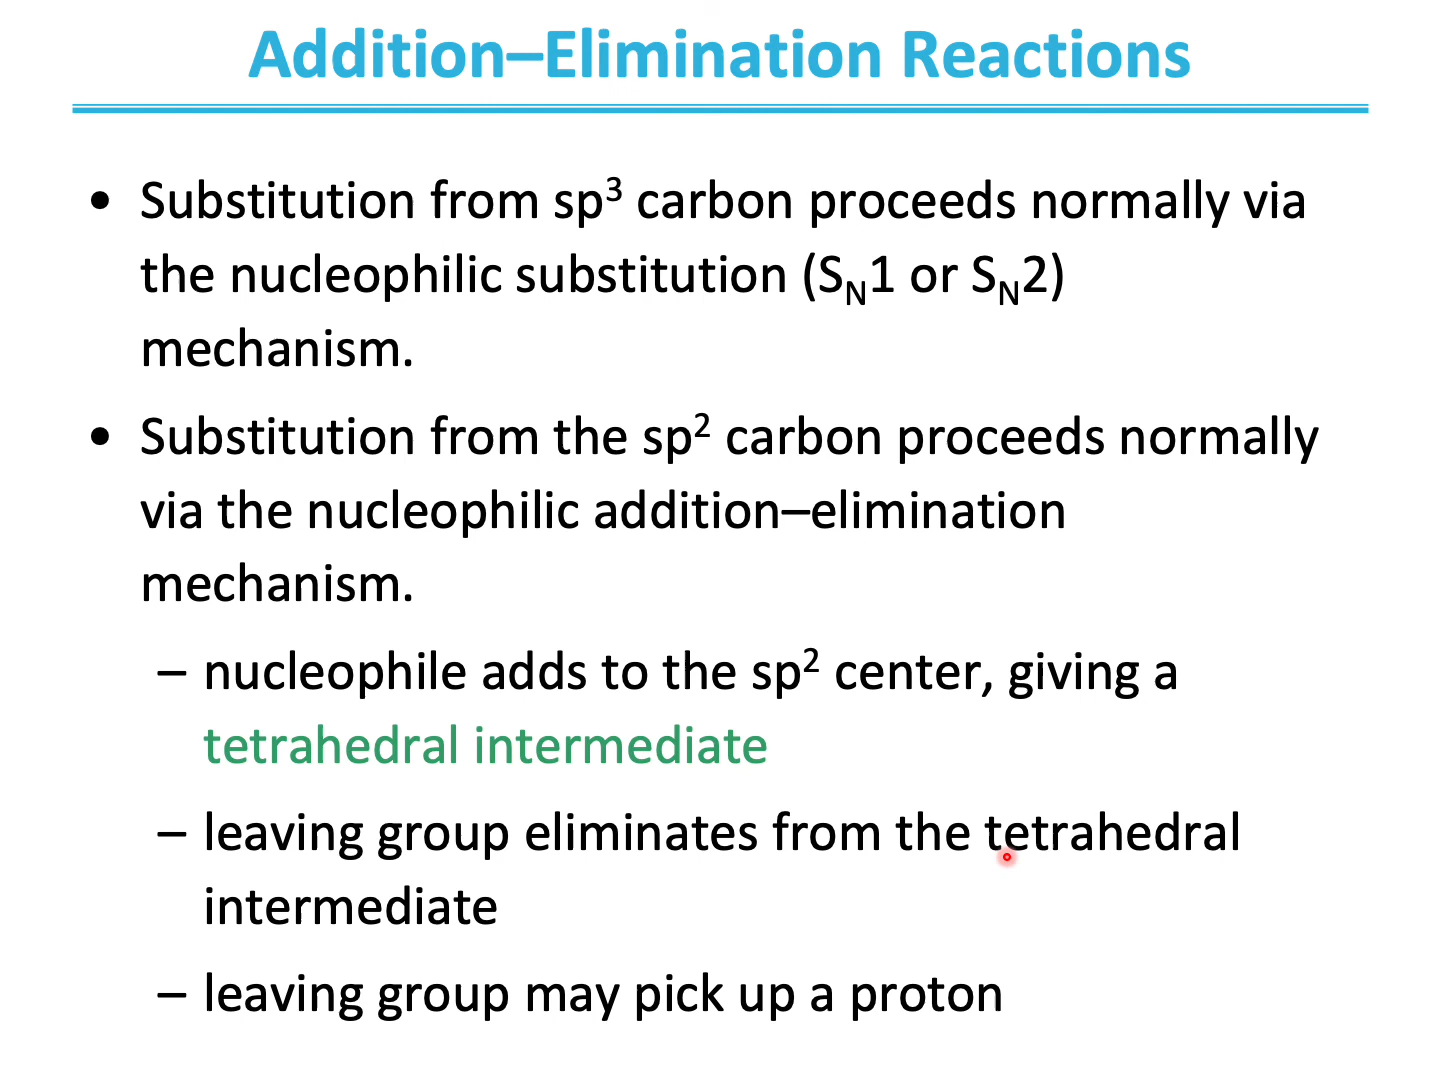 Addition–Elimination Reactions
• Substitution from sp³ carbon proceeds normally via
the nucleophilic substitution (S_N1 or S_N2)
mechanism.
• Substitution from the sp² carbon proceeds normally
via the nucleophilic addition–elimination
mechanism.
– nucleophile adds to the sp² center, giving a
tetrahedral intermediate
– leaving group eliminates from the tetrahedral
intermediate
– leaving group may pick up a proton